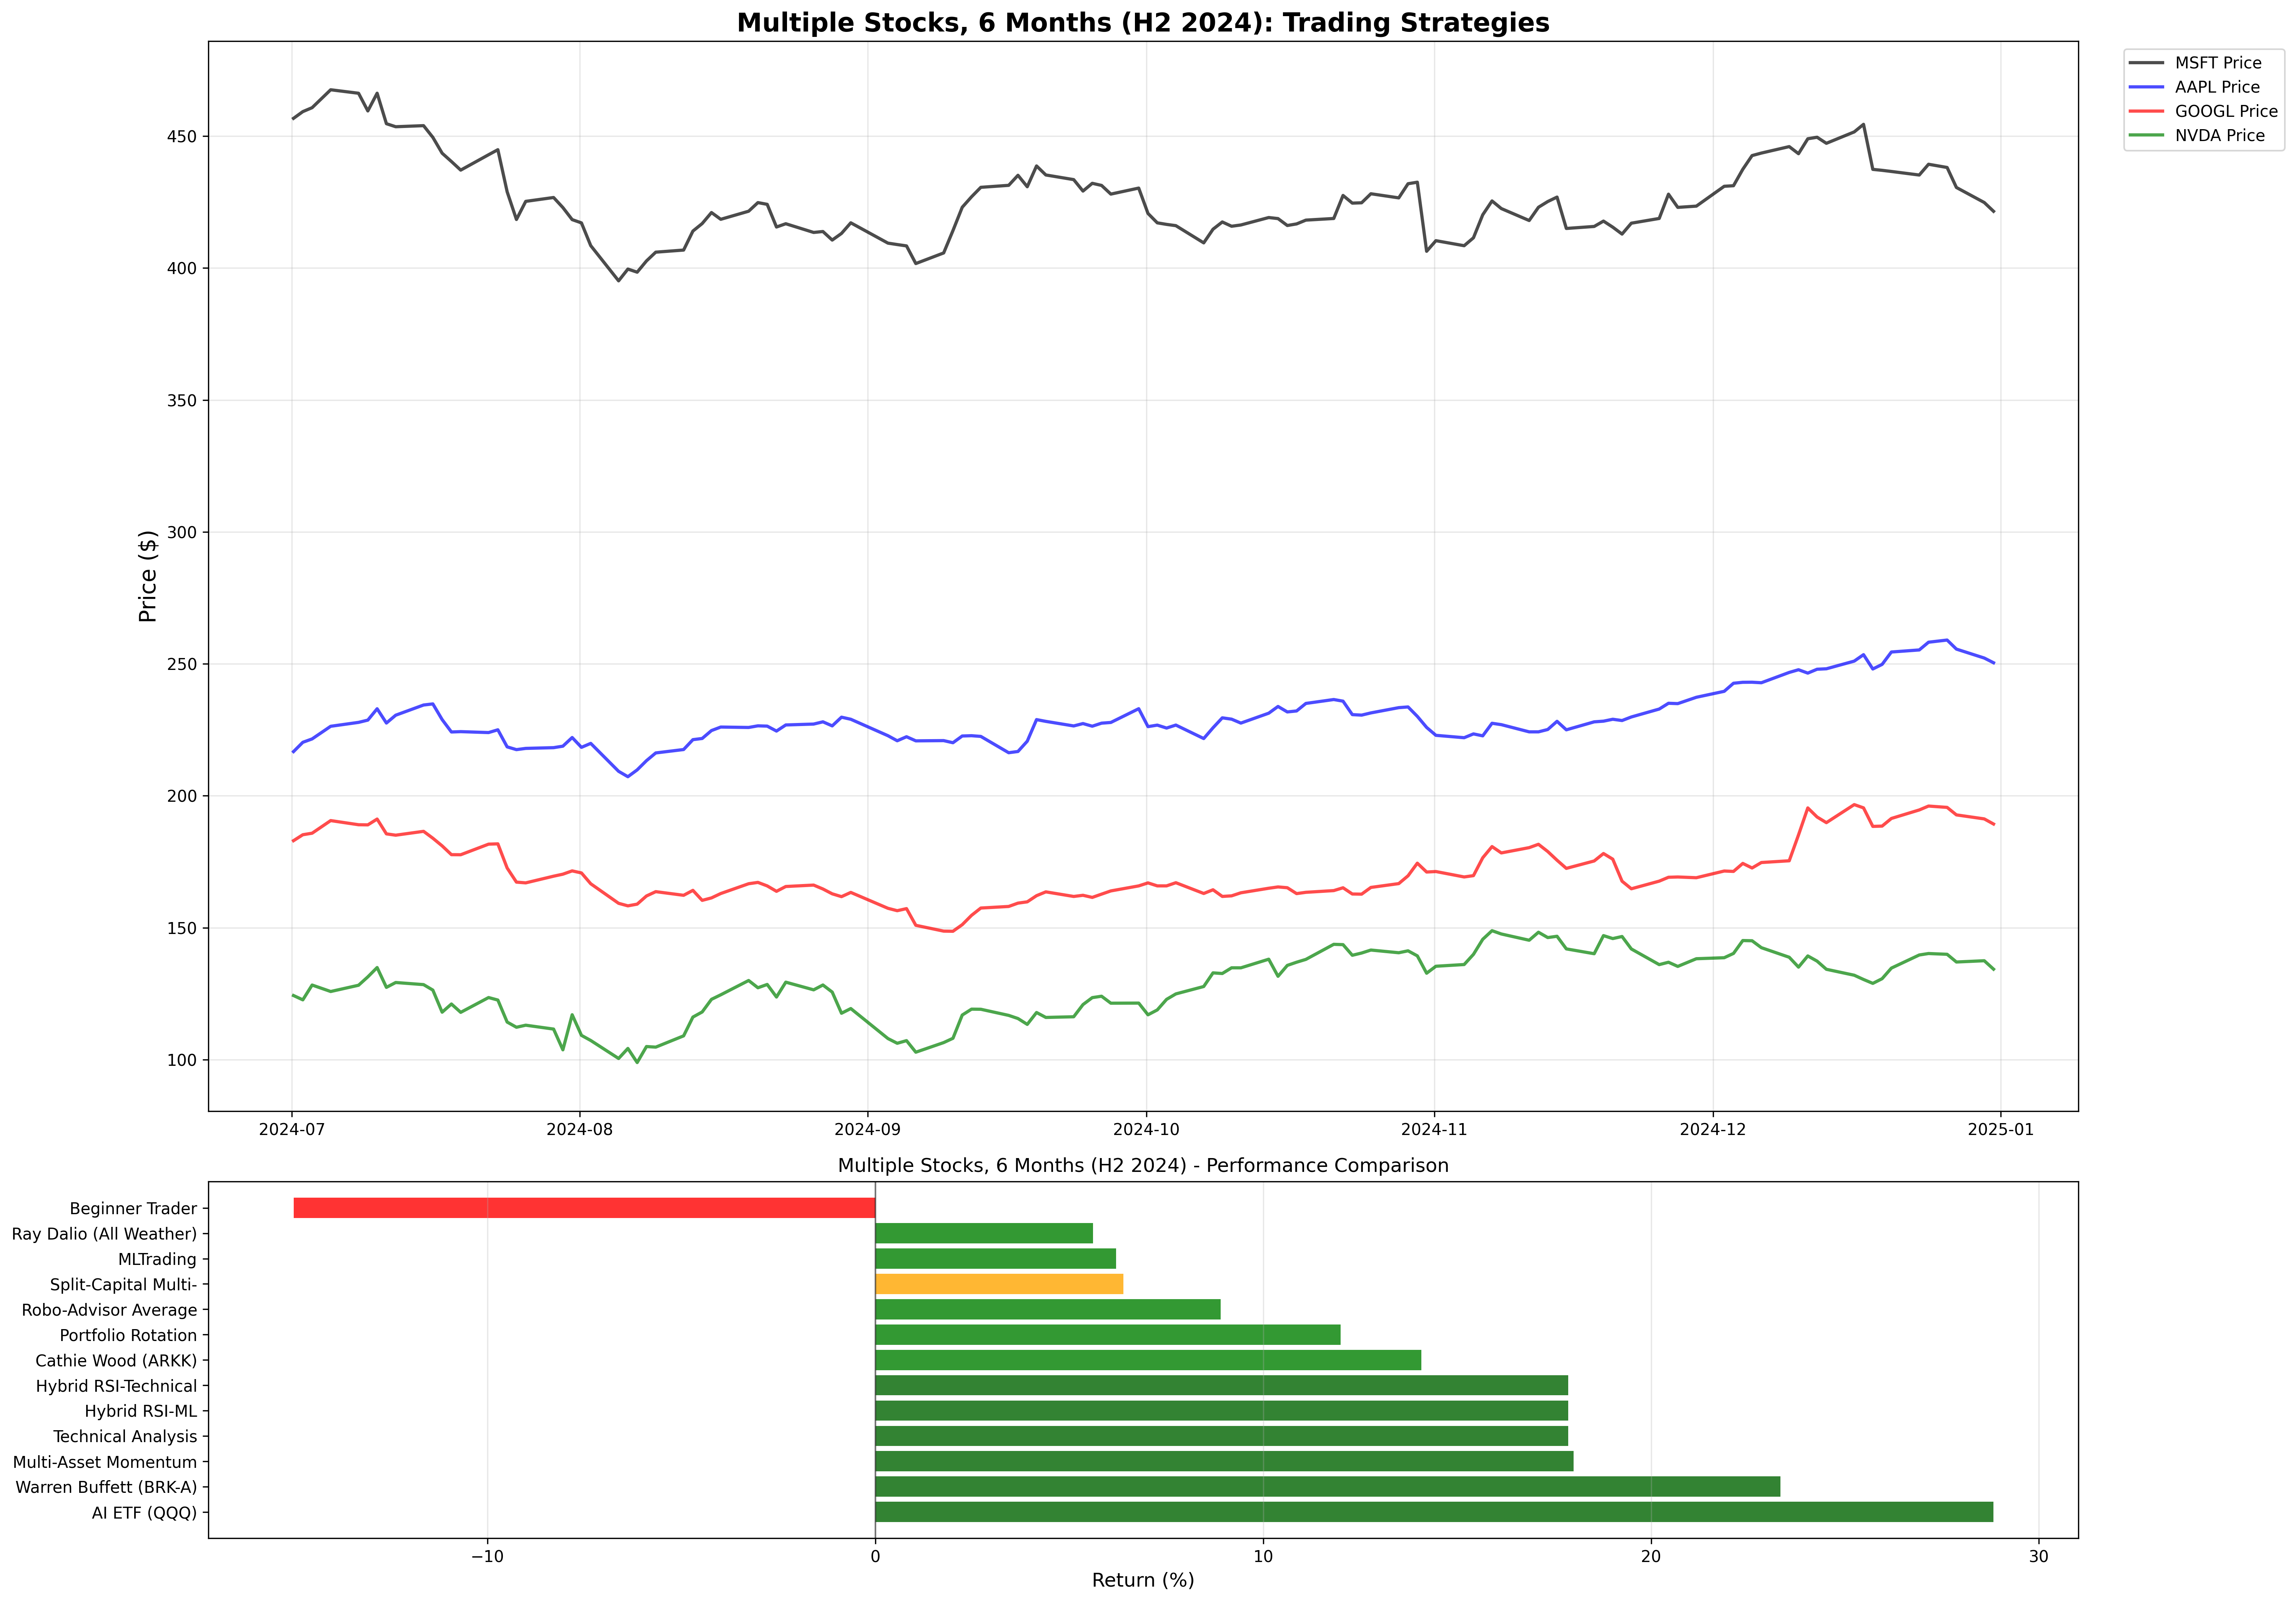 Multiple Stocks, 6 Months (H2 2024): Trading Strategies
MSFT Price
AAPL Price
GOOGL Price
NVDA Price
Price ($)
450
400
350
300
250
200
150
100
2024-07
2024-08
2024-09
2024-10
2024-11
2024-12
2025-01
Multiple Stocks, 6 Months (H2 2024) - Performance Comparison
Beginner Trader
Ray Dalio (All Weather)
MLTrading
Split-Capital Multi-
Robo-Advisor Average
Portfolio Rotation
Cathie Wood (ARKK)
Hybrid RSI-Technical
Hybrid RSI-ML
Technical Analysis
Multi-Asset Momentum
Warren Buffett (BRK-A)
AI ETF (QQQ)
−10
0
10
20
30
Return (%)